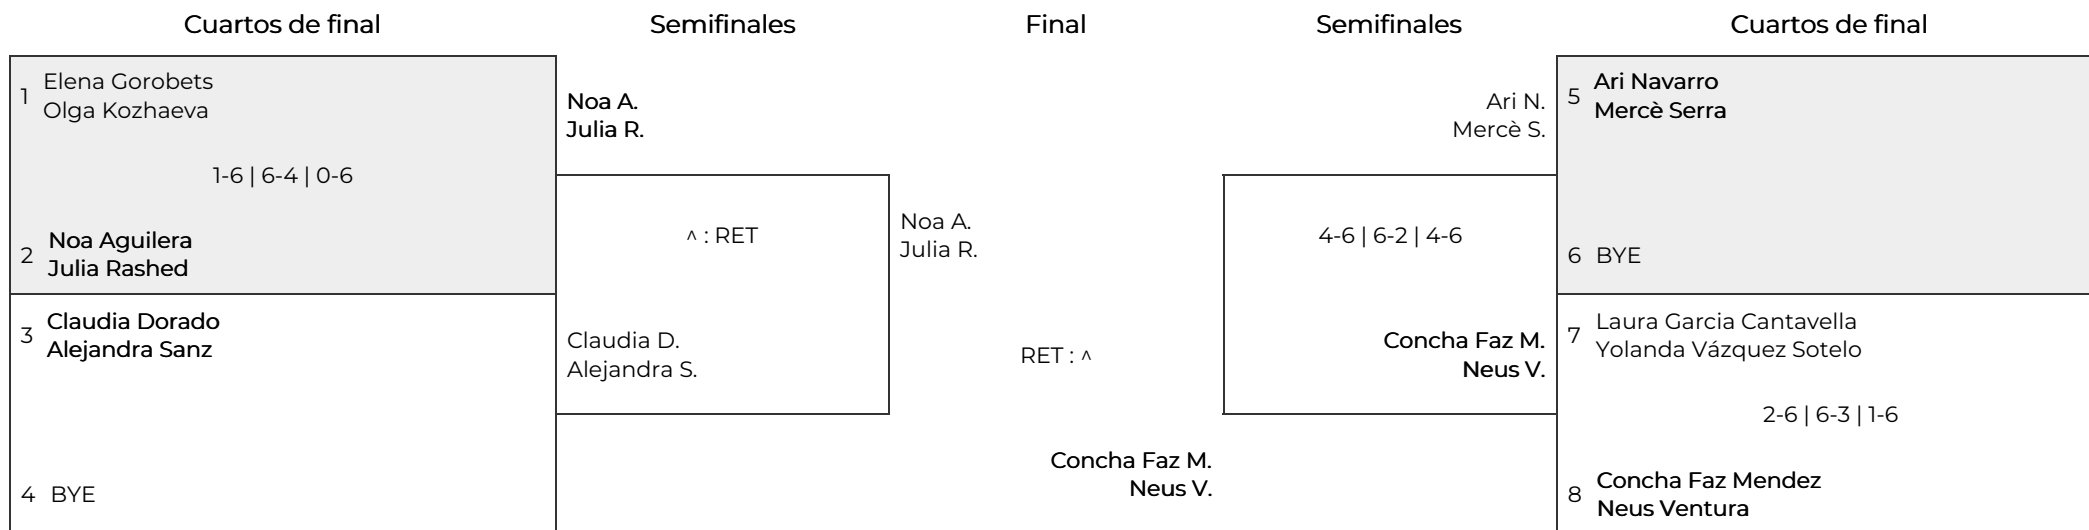 Cuartos de final
Semifinales
Final
Semifinales
Cuartos de final
1
Elena Gorobets
Olga Kozhaeva
1-6 | 6-4 | 0-6
2
Noa Aguilera
Julia Rashed
3
Claudia Dorado
Alejandra Sanz
4 BYE
Noa A.
Julia R.
^ : RET
Claudia D.
Alejandra S.
Noa A.
Julia R.
RET : ^
Concha Faz M.
Neus V.
Ari N.
Mercè S.
4-6 | 6-2 | 4-6
Concha Faz M.
Neus V.
5
Ari Navarro
Mercè Serra
6 BYE
7
Laura Garcia Cantavella
Yolanda Vázquez Sotelo
2-6 | 6-3 | 1-6
8
Concha Faz Mendez
Neus Ventura